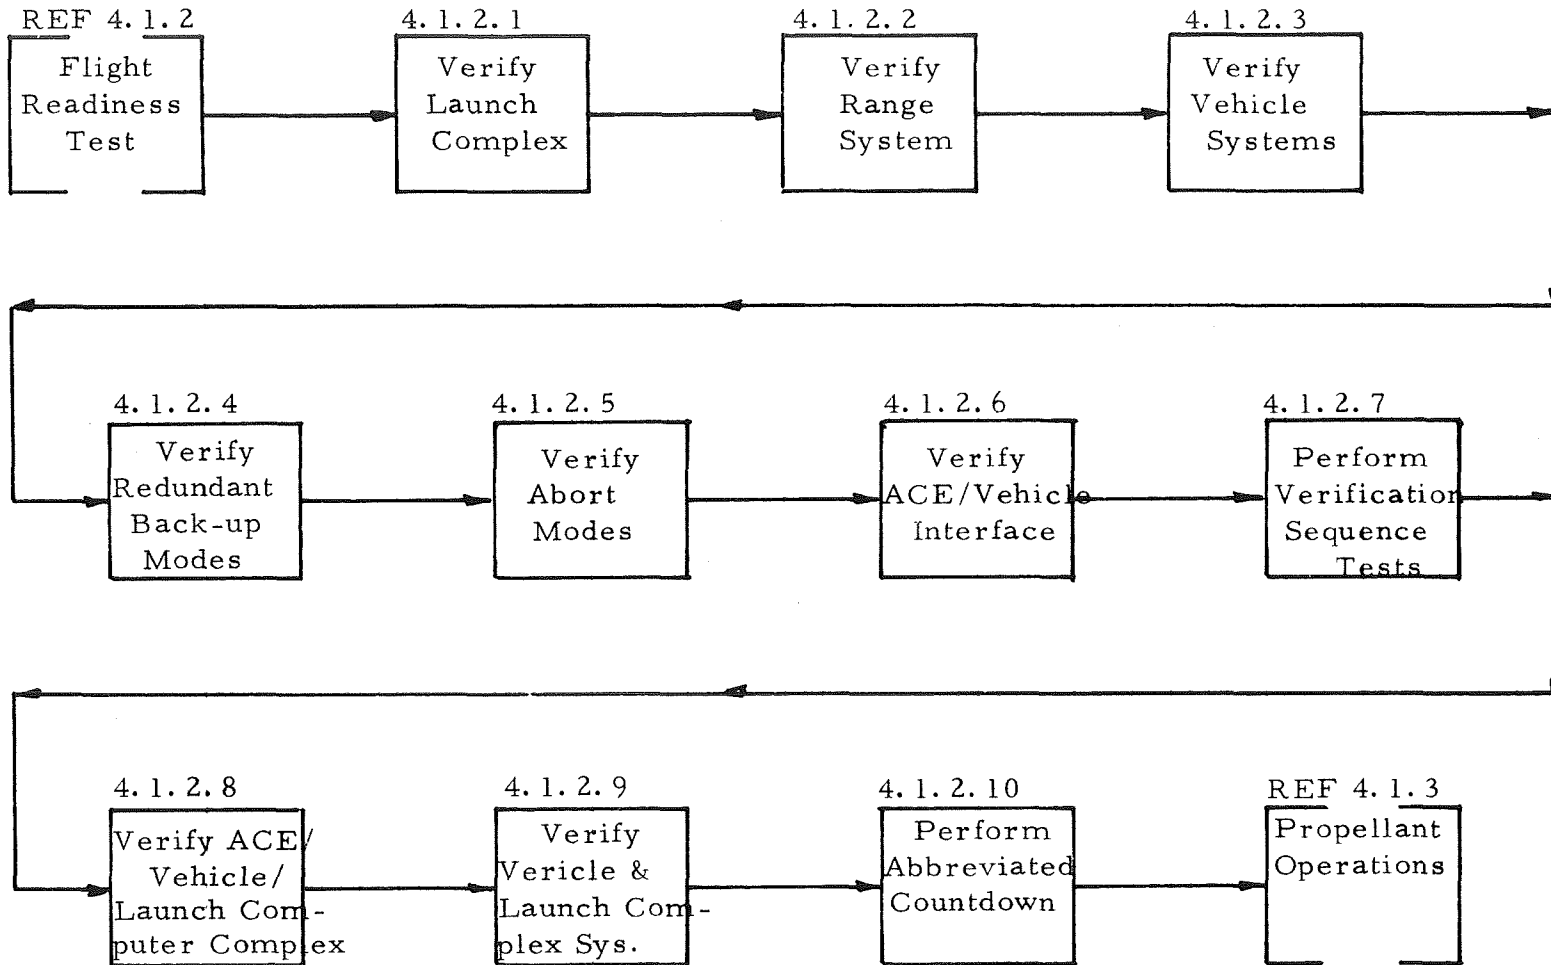 REF 4.1.2
Flight
Readiness
Test
4.1.2.1
Verify
Launch
Complex
4.1.2.2
Verify
Range
System
4.1.2.3
Verify
Vehicle
Systems
4.1.2.4
Verify
Redundant
Back-up
Modes
4.1.2.5
Verify
Abort
Modes
4.1.2.6
Verify
ACE/Vehicle
Interface
4.1.2.7
Perform
Verification
Sequence
Tests
4.1.2.8
Verify ACE/
Vehicle/
Launch Com-
puter Complex
4.1.2.9
Verify
Vericle &
Launch Com-
plex Sys.
4.1.2.10
Perform
Abbreviated
Countdown
REF 4.1.3
Propellant
Operations